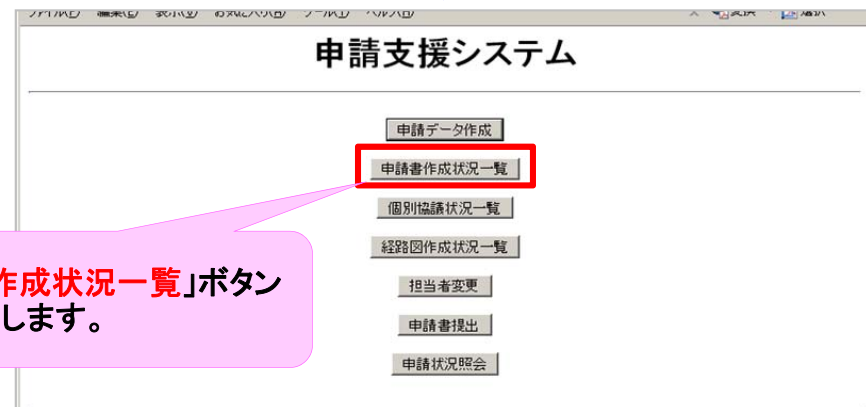 申請支援システム
申請データ作成
申請書作成状況一覧
個別協議状況一覧
経路図作成状況一覧
作成状況一覧」ボタン
します。
担当者変更
申請書提出
申請状況照会